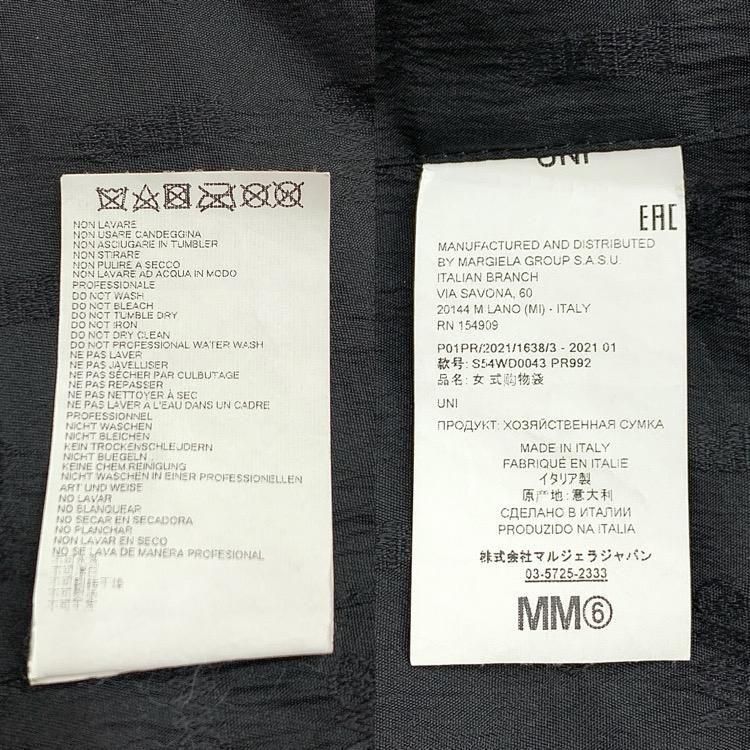 NON LAVARE
NON USARE CANDEGGINA
NON ASCIUGARE IN TUMBLER
NON STIRARE
NON PULIRE A SECCO
NON LAVARE AD ACQUA IN MODO
PROFESSIONALE
DO NOT WASH
DO NOT BLEACH
DO NOT TUMBLE DRY
DO NOT IRON
DO NOT DRY CLEAN
DO NOT PROFESSIONAL WATER WASH
NE PAS LAVER
NE PAS JAVELLISER
NE PAS SÉCHER PAR CULBUTAGE
NE PAS REPASSER
NE PAS NETTOYER À SEC
NE PAS LAVER A L'EAU DANS UN CADRE
PROFESSIONNEL
NICHT WASCHEN
NICHT BLEICHEN
KEIN TROCKENSCHLEUDERN
NICHT BUEGELN
KEINE CHEM.REINIGUNG
NICHT WASCHEN IN EINER PROFESSIONELLEN
ART UND WEISE
NO LAVAR
NO BLANQUEAR
NO SECAR EN SECADORA
NO PLANCHAR
NON LAVAR EN SECO
NO SE LAVA DE MANERA PROFESIONAL
UNI
EAC
MANUFACTURED AND DISTRIBUTED
BY MARGIELA GROUP S.A.S.U.
ITALIAN BRANCH
VIA SAVONA, 60
20144 MILANO (MI) - ITALY
RN 154909
P01PR/2021/1638/3 - 2021 01
款号: S54WD0043 PR992
品名: 女 式 购物袋
UNI
ПРОДУКТ: ХОЗЯЙСТВЕННАЯ СУМКА
MADE IN ITALY
FABRIQUÉ EN ITALIE
イタリア製
原产地: 意大利
СДЕЛАНО В ИТАЛИИ
PRODUZIDO NA ITALIA
株式会社マルジェラジャパン
03-5725-2333
MM⑥